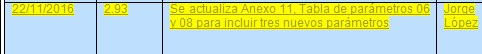 22/11/2016 2.93 Se actualiza Anexo 11, Tabla de parámetros 06 Jorge
y 08 para incluir tres nuevos parámetros López